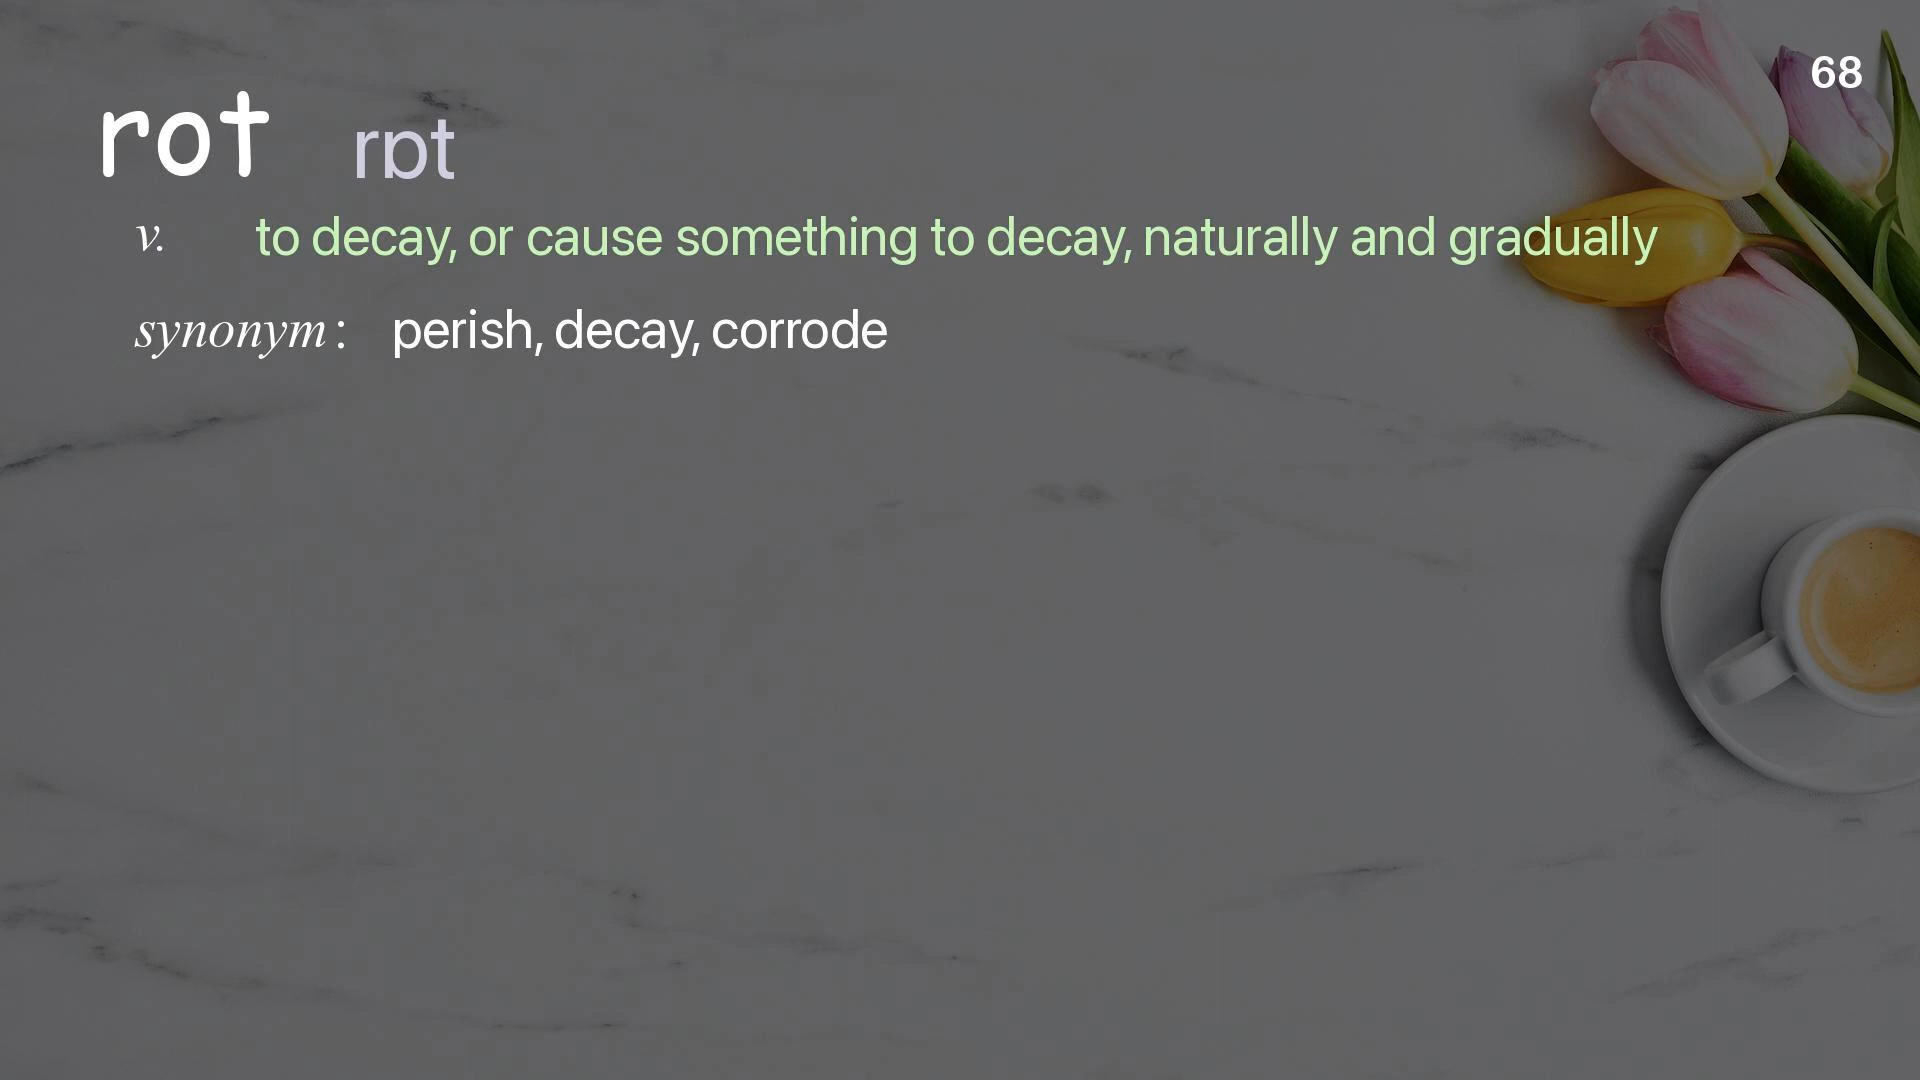 68
rot rɒt
v. to decay, or cause something to decay, naturally and gradually
synonym: perish, decay, corrode